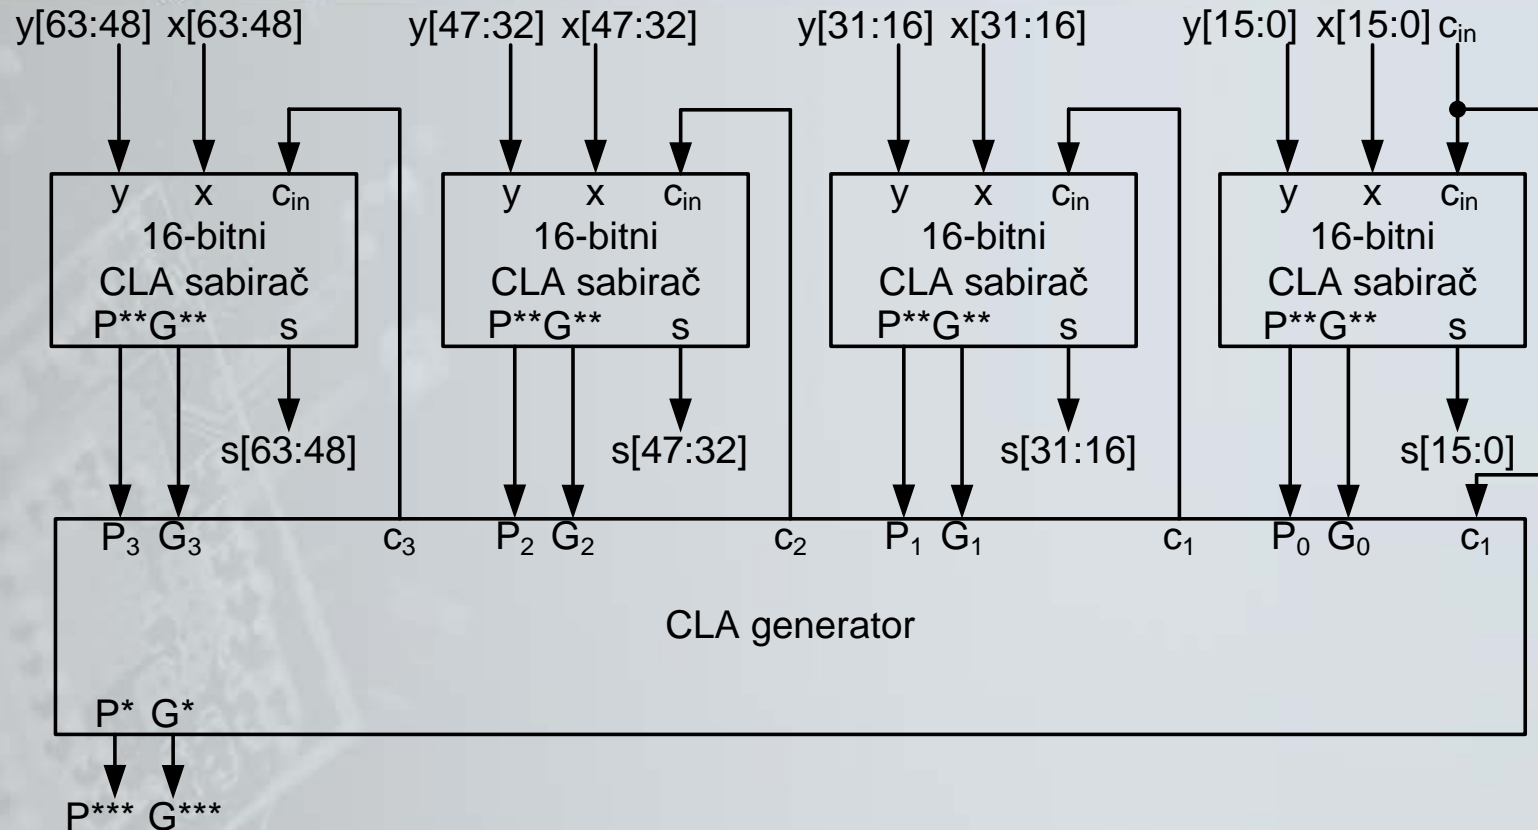 y[63:48] x[63:48] y[47:32] x[47:32] y[31:16] x[31:16] y[15:0] x[15:0] cin
y x cin y x cin y x cin y x cin
16-bitni 16-bitni 16-bitni 16-bitni
CLA sabirač CLA sabirač CLA sabirač CLA sabirač
P**G** s P**G** s P**G** s P**G** s
s[63:48] s[47:32] s[31:16] s[15:0]
P3 G3 c3 P2 G2 c2 P1 G1 c1 P0 G0 c1
CLA generator
P* G*
P*** G***